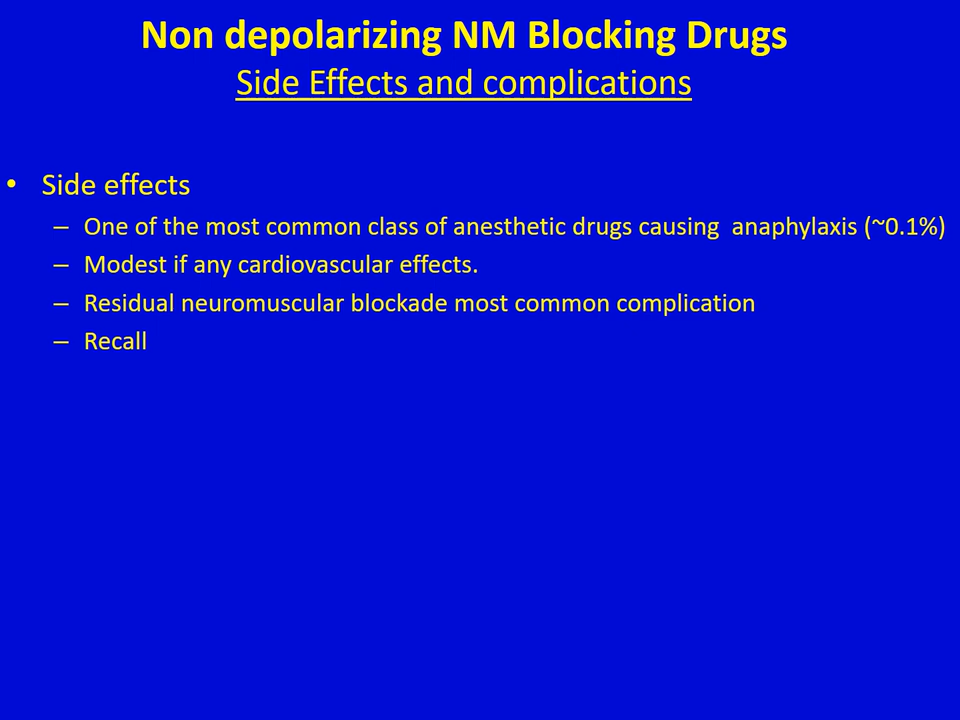 Non depolarizing NM Blocking Drugs
Side Effects and complications
• Side effects
– One of the most common class of anesthetic drugs causing  anaphylaxis (~0.1%)
– Modest if any cardiovascular effects.
– Residual neuromuscular blockade most common complication
– Recall